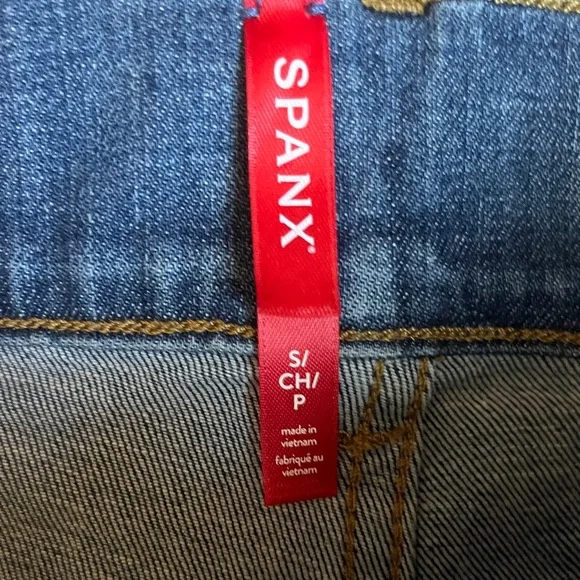 SPANX®
S/
CH/
P
made in
vietnam
fabriqué au
vietnam